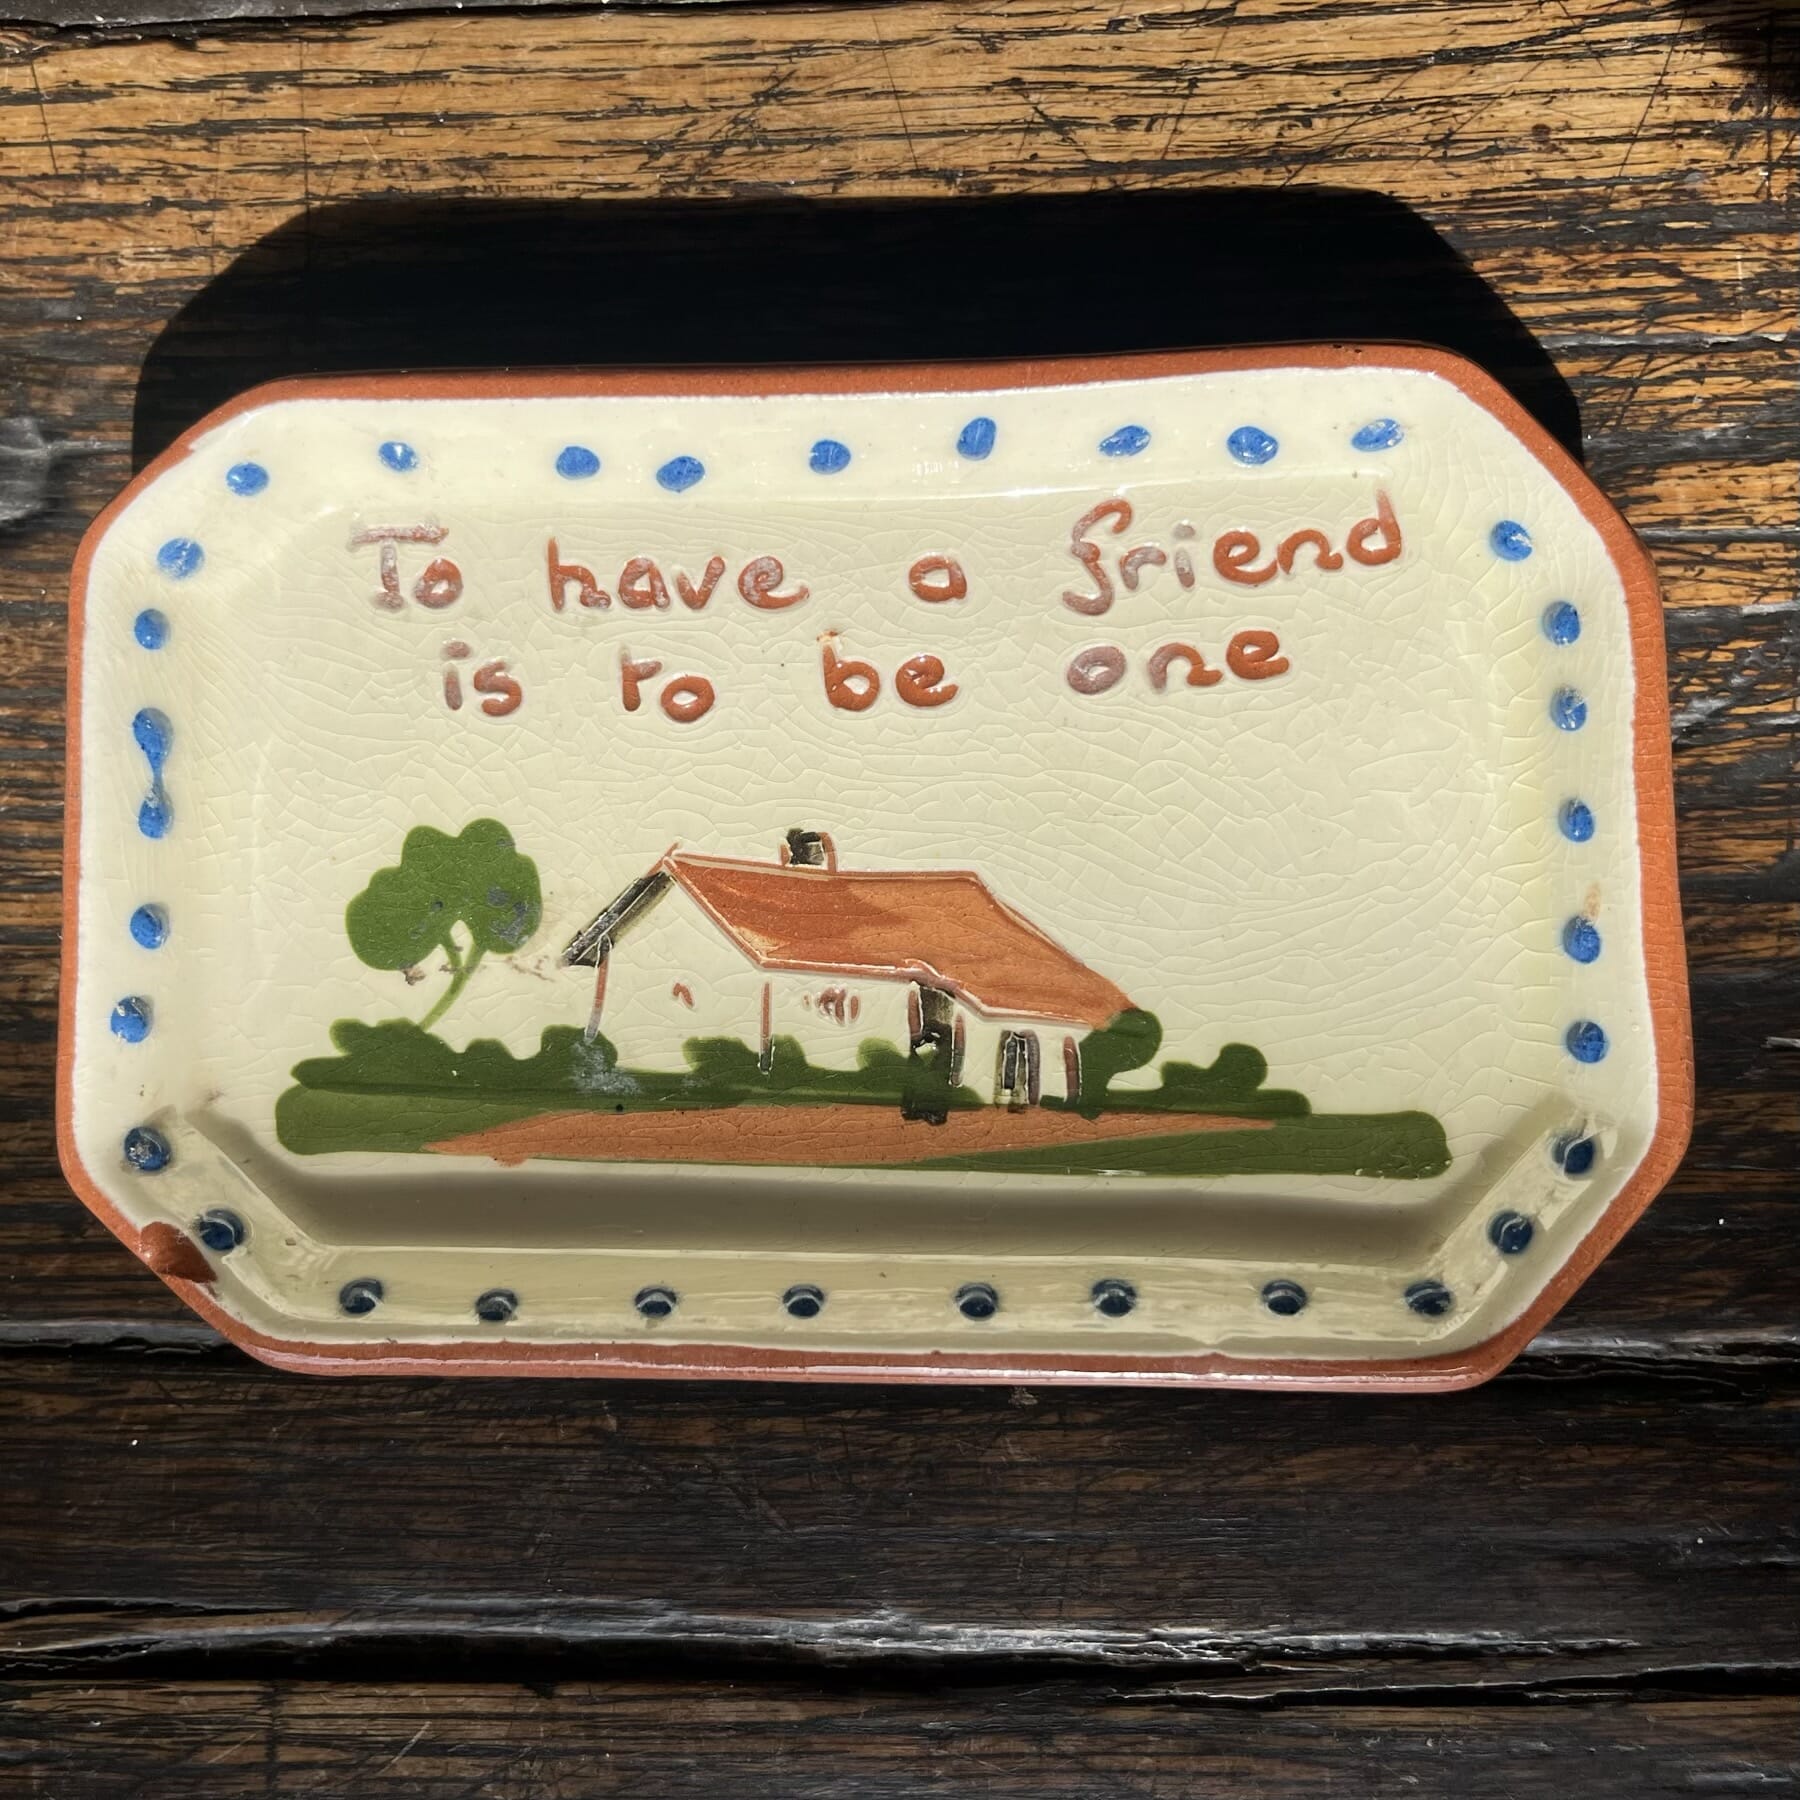 To have a friend
is to be one